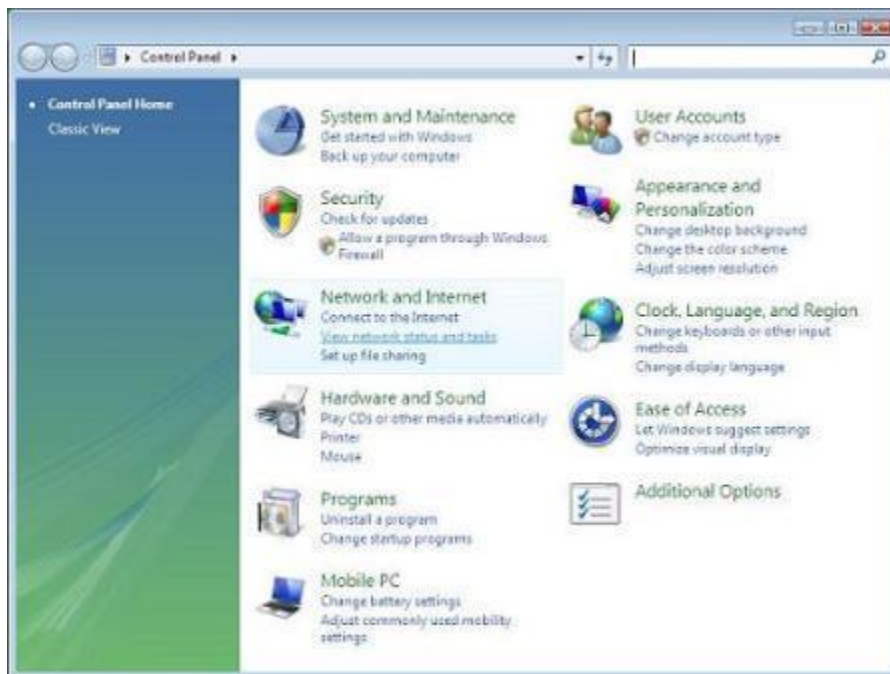 Control Panel
Control Panel Home
Classic View
System and Maintenance
Get started with Windows
Back up your computer
Security
Check for updates
Allow a program through Windows
Firewall
Network and Internet
Connect to the Internet
View network status and tasks
Set up file sharing
Hardware and Sound
Play CDs or other media automatically
Printer
Mouse
Programs
Uninstall a program
Change startup programs
Mobile PC
Change battery settings
Adjust commonly used mobility
settings
User Accounts
Change account type
Appearance and
Personalization
Change desktop background
Change the color scheme
Adjust screen resolution
Clock, Language, and Region
Change keyboards or other input
methods
Change display language
Ease of Access
Let Windows suggest settings
Optimize visual display
Additional Options